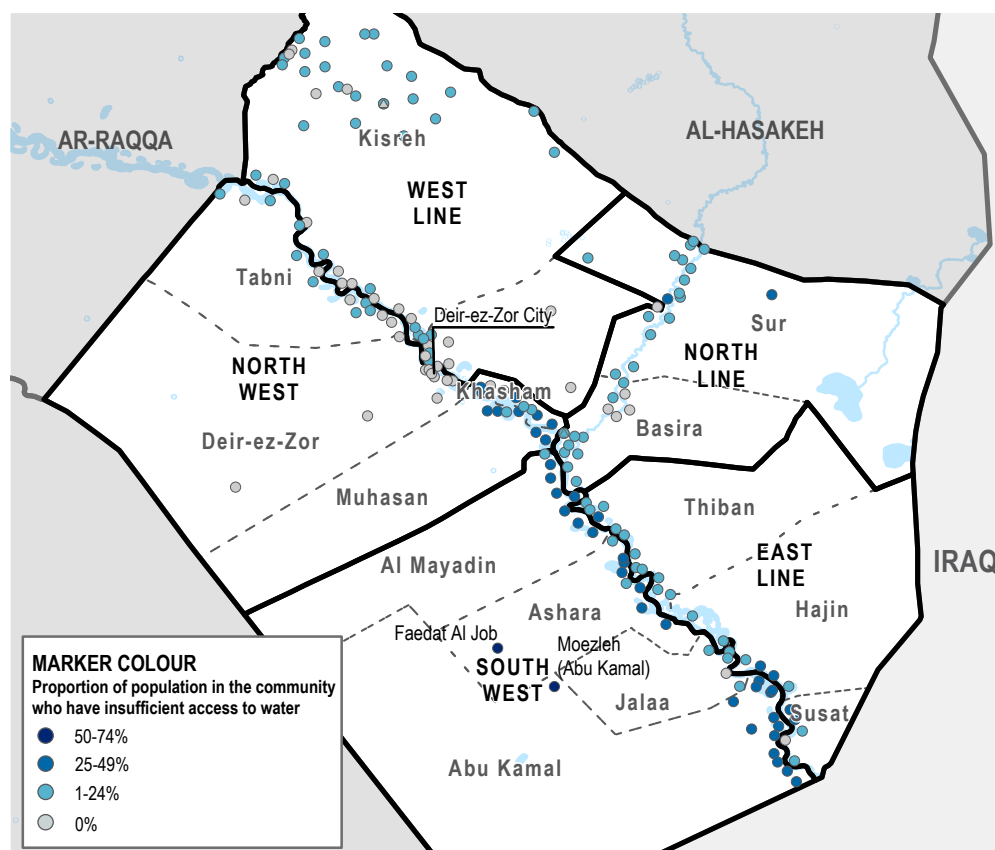 AR-RAQQA
AL-HASAKEH
Kisreh
WEST
LINE
Tabni
Deir-ez-Zor City
Sur
NORTH
WEST
NORTH
LINE
Khasham
Deir-ez-Zor
Basira
Muhasan
Thiban
Al Mayadin
EAST
LINE
IRAQ
Hajin
Ashara
Faedat Al Job
Moezleh
(Abu Kamal)
SOUTH
WEST
Jalaa
Susat
Abu Kamal
MARKER COLOUR
Proportion of population in the community
who have insufficient access to water
50-74%
25-49%
1-24%
0%